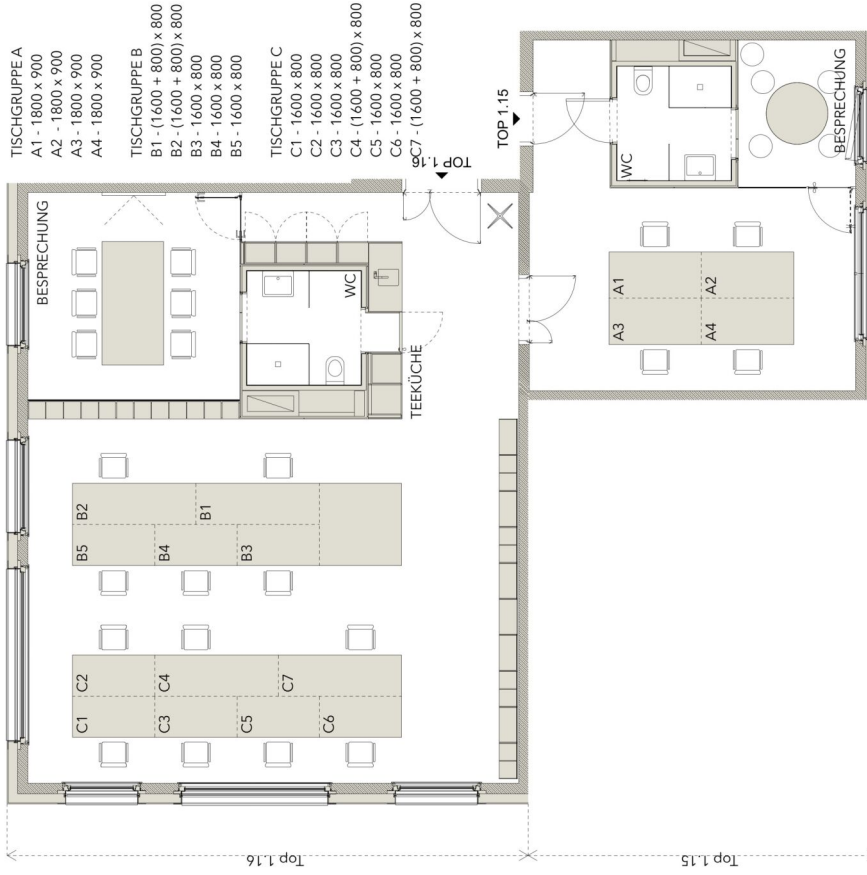 TISCHGRUPPE A
A1 - 1800 x 900
A2 - 1800 x 900
A3 - 1800 x 900
A4 - 1800 x 900
TISCHGRUPPE B
B1 - (1600 + 800) x 800
B2 - (1600 + 800) x 800
B3 - 1600 x 800
B4 - 1600 x 800
B5 - 1600 x 800
TISCHGRUPPE C
C1 - 1600 x 800
C2 - 1600 x 800
C3 - 1600 x 800
C4 - (1600 + 800) x 800
C5 - 1600 x 800
C6 - 1600 x 800
C7 - (1600 + 800) x 800
TOP 1.16
TOP 1.15
BESPRECHUNG
WC
TEEKÜCHE
B2
B1
B5
B4
B3
C2
C4
C7
C1
C3
C5
C6
WC
BESPRECHUNG
A1
A2
A3
A4
Top 1.16
Top 1.15